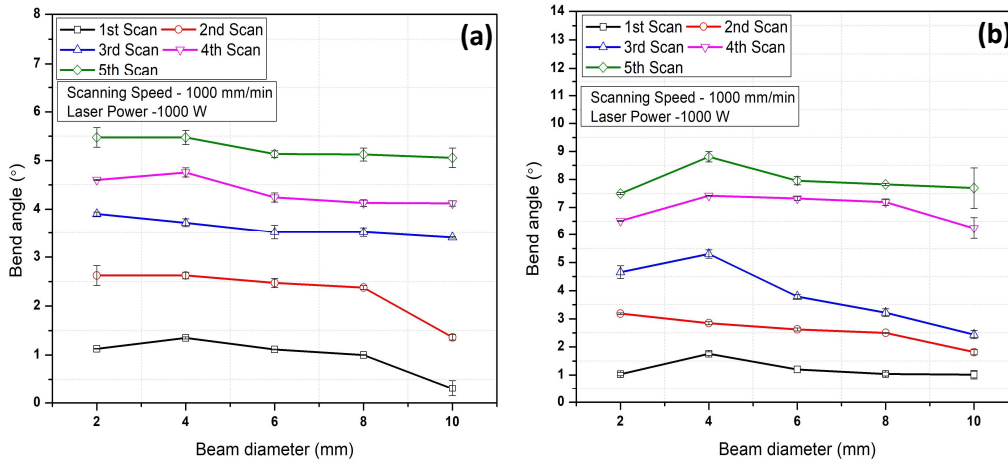 (a)
1st Scan 2nd Scan
3rd Scan 4th Scan
5th Scan
Scanning Speed - 1000 mm/min
Laser Power -1000 W
Bend angle (°)
8
7
6
5
4
3
2
1
0
2 4 6 8 10
Beam diameter (mm)
(b)
1st Scan 2nd Scan
3rd Scan 4th Scan
5th Scan
Scanning Speed - 1000 mm/min
Laser Power -1000 W
Bend angle (°)
14
13
12
11
10
9
8
7
6
5
4
3
2
1
0
2 4 6 8 10
Beam diameter (mm)